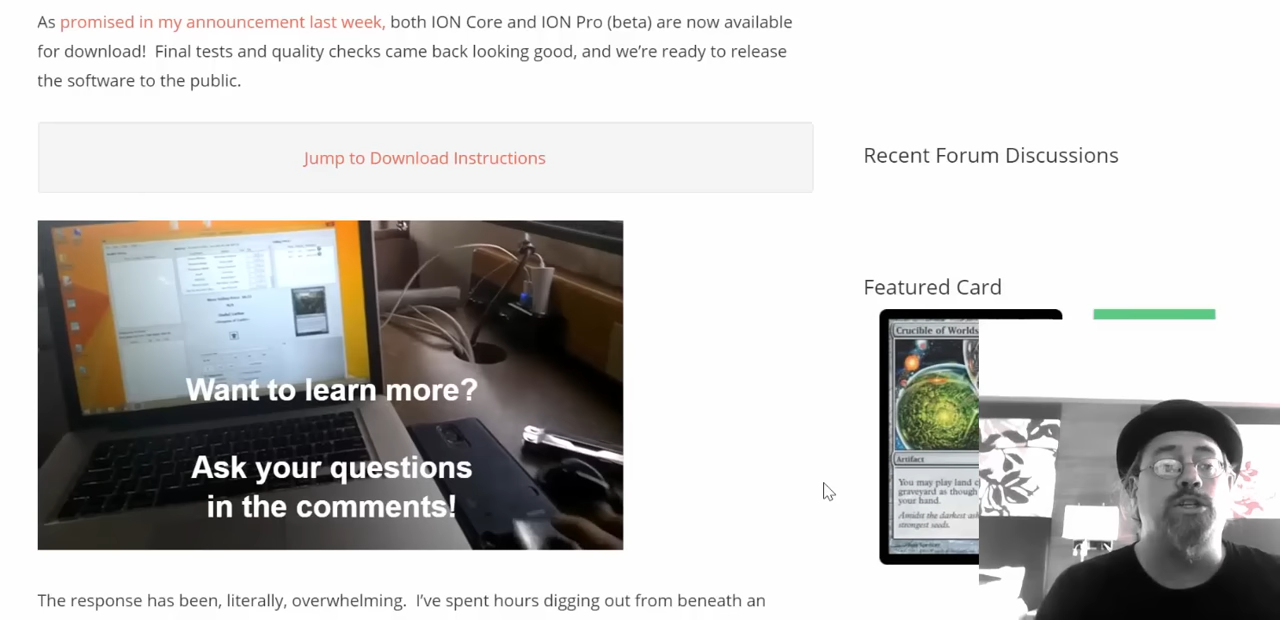 As promised in my announcement last week, both ION Core and ION Pro (beta) are now available
for download!  Final tests and quality checks came back looking good, and we're ready to release
the software to the public.
Jump to Download Instructions
Want to learn more?
Ask your questions
in the comments!
The response has been, literally, overwhelming.  I've spent hours digging out from beneath an
Recent Forum Discussions
Featured Card
Crucible of Worlds
Artifact
You may play land c
graveyard as though
your hand.
Amidst the darkest ash
strongest seeds.